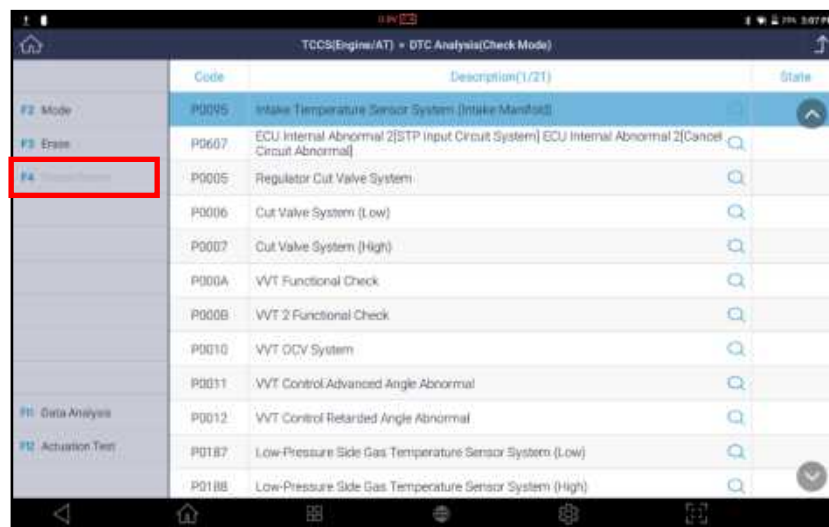 3:07 PM
TCCS(Engine/AT) » DTC Analysis(Check Mode)
Code Description(1/21) State
F2 Mode
F3 Erase
F4
F11 Data Analysis
F12 Actuation Test
P0095 Intake Temperature Sensor System (Intake Manifold)
P0607 ECU Internal Abnormal 2[STP Input Circuit System] ECU Internal Abnormal 2[Cancel
Circuit Abnormal]
P0005 Regulator Cut Valve System
P0006 Cut Valve System (Low)
P0007 Cut Valve System (High)
P000A VVT Functional Check
P000B VVT 2 Functional Check
P0010 VVT OCV System
P0011 VVT Control Advanced Angle Abnormal
P0012 VVT Control Retarded Angle Abnormal
P0187 Low-Pressure Side Gas Temperature Sensor System (Low)
P0188 Low-Pressure Side Gas Temperature Sensor System (High)